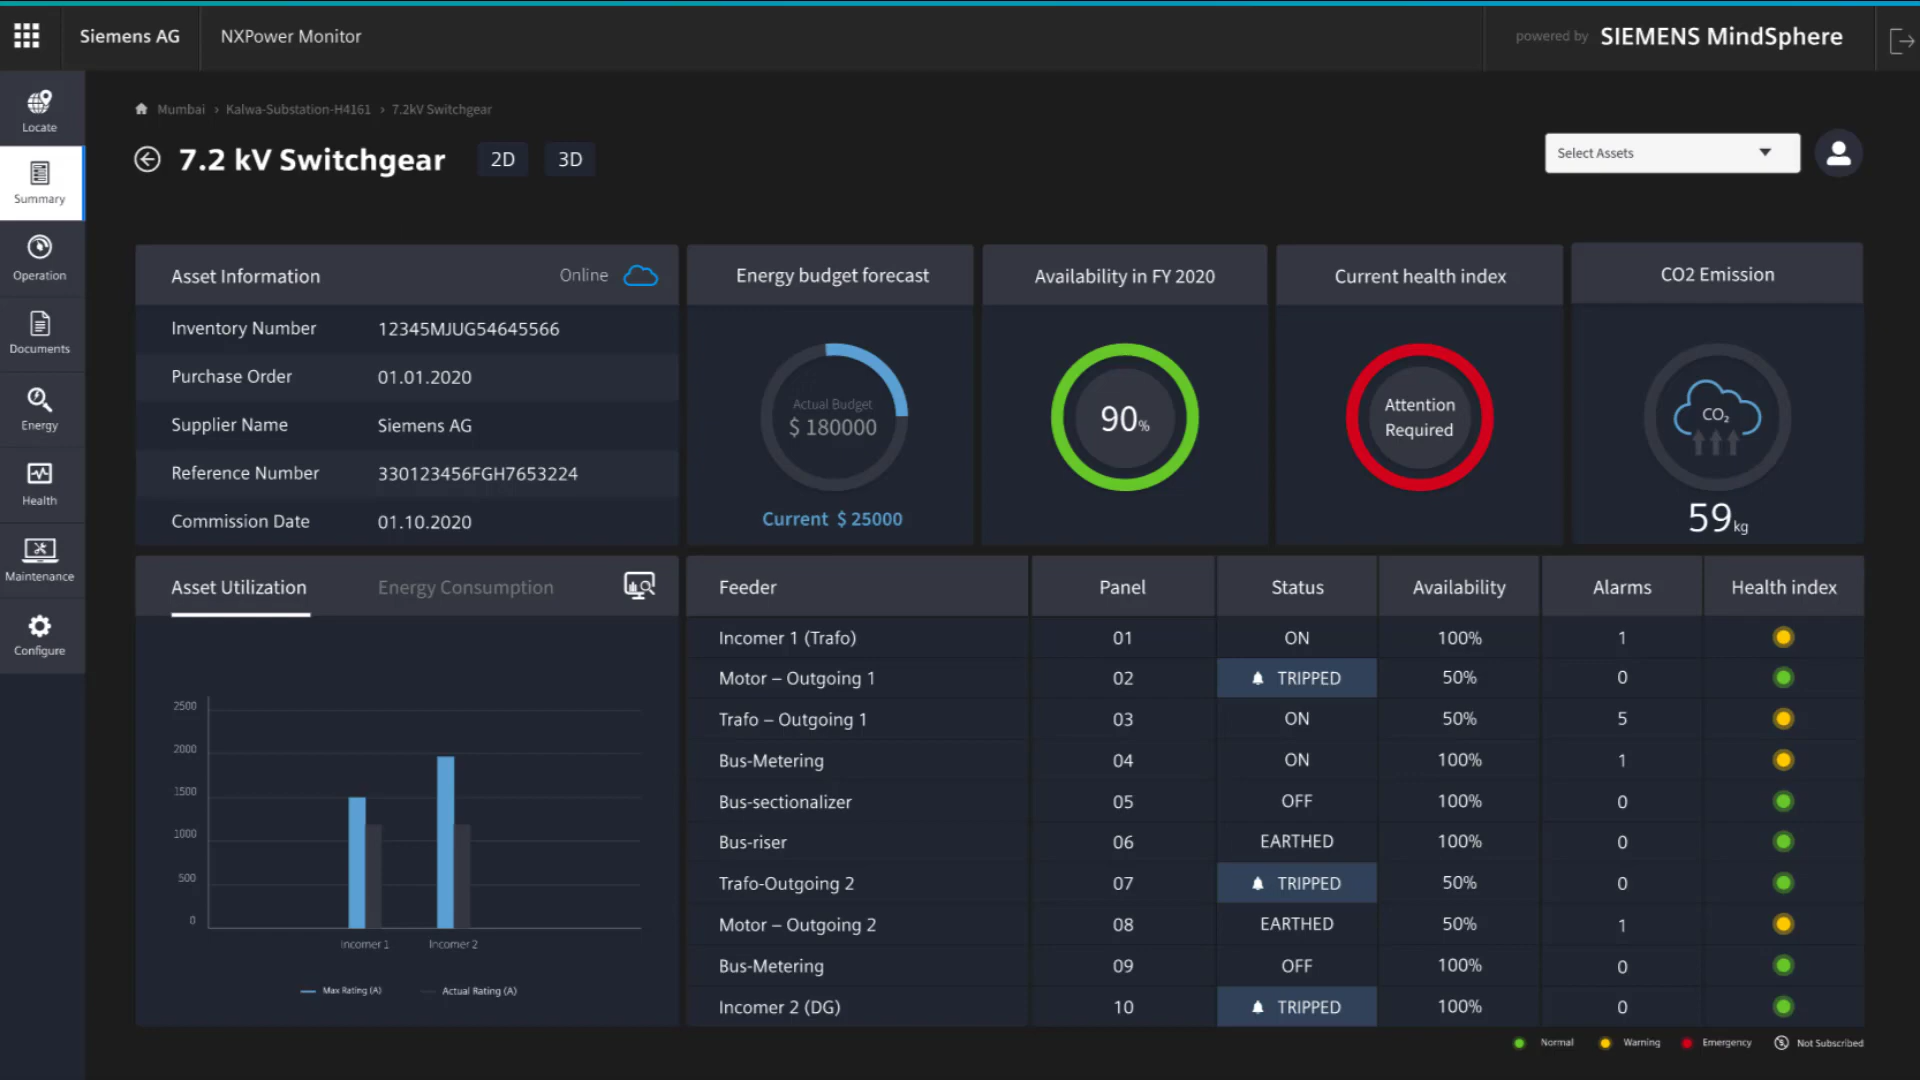 Siemens AG
NXPower Monitor
powered by SIEMENS MindSphere
Locate
Summary
Operation
Documents
Energy
Health
Maintenance
Configure
Mumbai › Kalwa-Substation-H4161 › 7.2kV Switchgear
7.2 kV Switchgear 2D 3D
Select Assets
Asset Information Online
Inventory Number 12345MJUG54645566
Purchase Order 01.01.2020
Supplier Name Siemens AG
Reference Number 330123456FGH7653224
Commission Date 01.10.2020
Energy budget forecast
Actual Budget
$ 180000
Current $ 25000
Availability in FY 2020
90%
Current health index
Attention
Required
CO2 Emission
CO₂
59 kg
Asset Utilization Energy Consumption
2500
2000
1500
1000
500
0
Incomer 1 Incomer 2
Max Rating (A) Actual Rating (A)
Feeder Panel Status Availability Alarms Health index
Incomer 1 (Trafo) 01 ON 100% 1
Motor – Outgoing 1 02 TRIPPED 50% 0
Trafo – Outgoing 1 03 ON 50% 5
Bus-Metering 04 ON 100% 1
Bus-sectionalizer 05 OFF 100% 0
Bus-riser 06 EARTHED 100% 0
Trafo-Outgoing 2 07 TRIPPED 50% 0
Motor – Outgoing 2 08 EARTHED 50% 1
Bus-Metering 09 OFF 100% 0
Incomer 2 (DG) 10 TRIPPED 100% 0
Normal Warning Emergency Not Subscribed